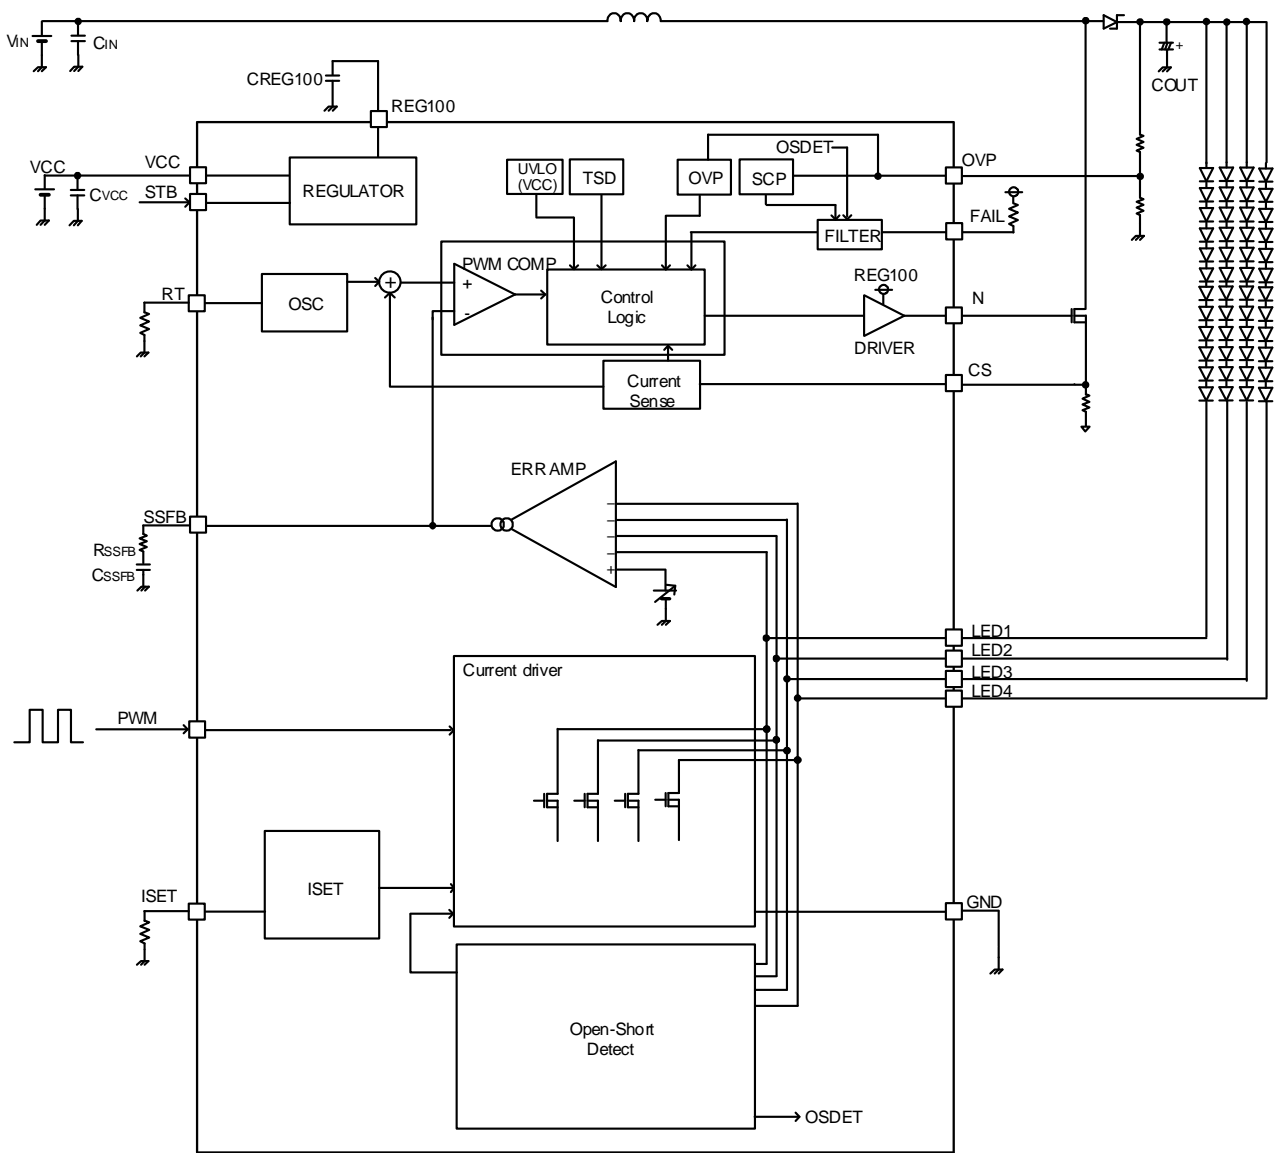 VIN
CIN
COUT
CREG100
REG100
VCC
CVCC
VCC
STB
REGULATOR
UVLO
(VCC)
TSD
OVP
SCP
OSDET
OVP
FAIL
FILTER
RT
OSC
+
PWM COMP
+
-
Control
Logic
REG100
DRIVER
N
Current
Sense
CS
+
ERR AMP
SSFB
RSSFB
CSSFB
−
−
−
−
+
LED1
LED2
LED3
LED4
Current driver
PWM
ISET
ISET
GND
Open-Short
Detect
OSDET